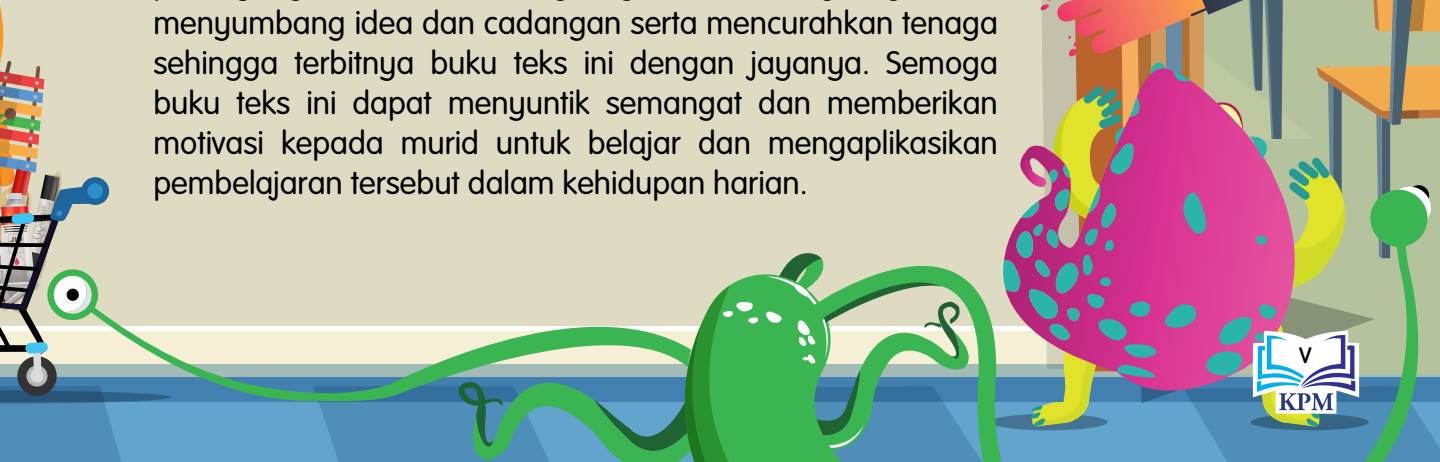 menyumbang idea dan cadangan serta mencurahkan tenaga
sehingga terbitnya buku teks ini dengan jayanya. Semoga
buku teks ini dapat menyuntik semangat dan memberikan
motivasi kepada murid untuk belajar dan mengaplikasikan
pembelajaran tersebut dalam kehidupan harian.
V
KPM